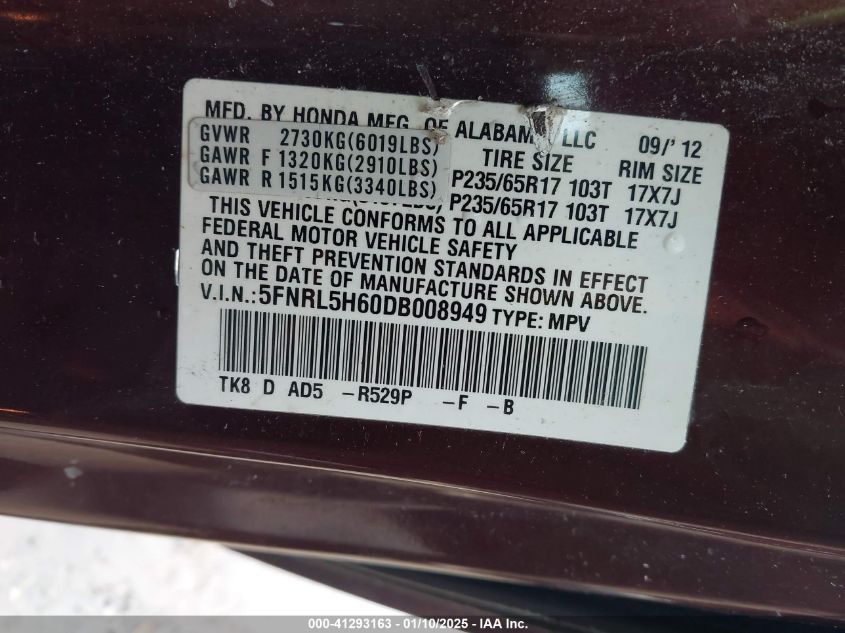 MFD. BY HONDA MFG. OF ALABAMA LLC 09/'12
GVWR 2730KG(6019LBS) TIRE SIZE RIM SIZE
GAWR F 1320KG(2910LBS) P235/65R17 103T 17X7J
GAWR R 1515KG(3340LBS) P235/65R17 103T 17X7J
THIS VEHICLE CONFORMS TO ALL APPLICABLE
FEDERAL MOTOR VEHICLE SAFETY
AND THEFT PREVENTION STANDARDS IN EFFECT
ON THE DATE OF MANUFACTURE SHOWN ABOVE.
V.I.N.:5FNRL5H60DB008949 TYPE: MPV
TK8 D AD5 -R529P -F -B
000-41293163 - 01/10/2025 - IAA Inc.